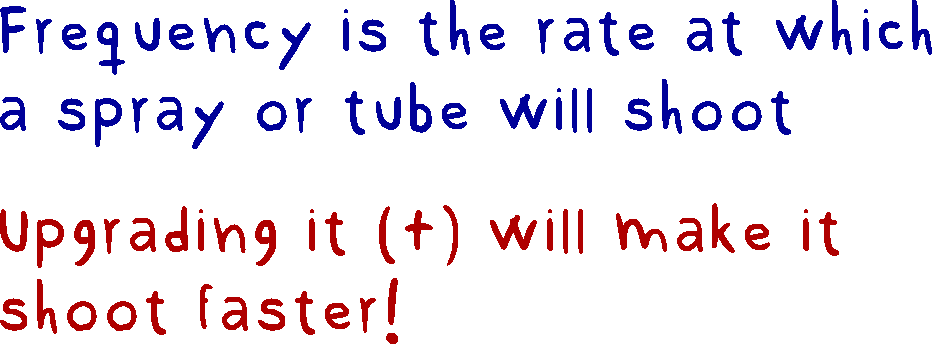 Frequency is the rate at which
a spray or tube will shoot
Upgrading it (+) will make it
shoot faster!